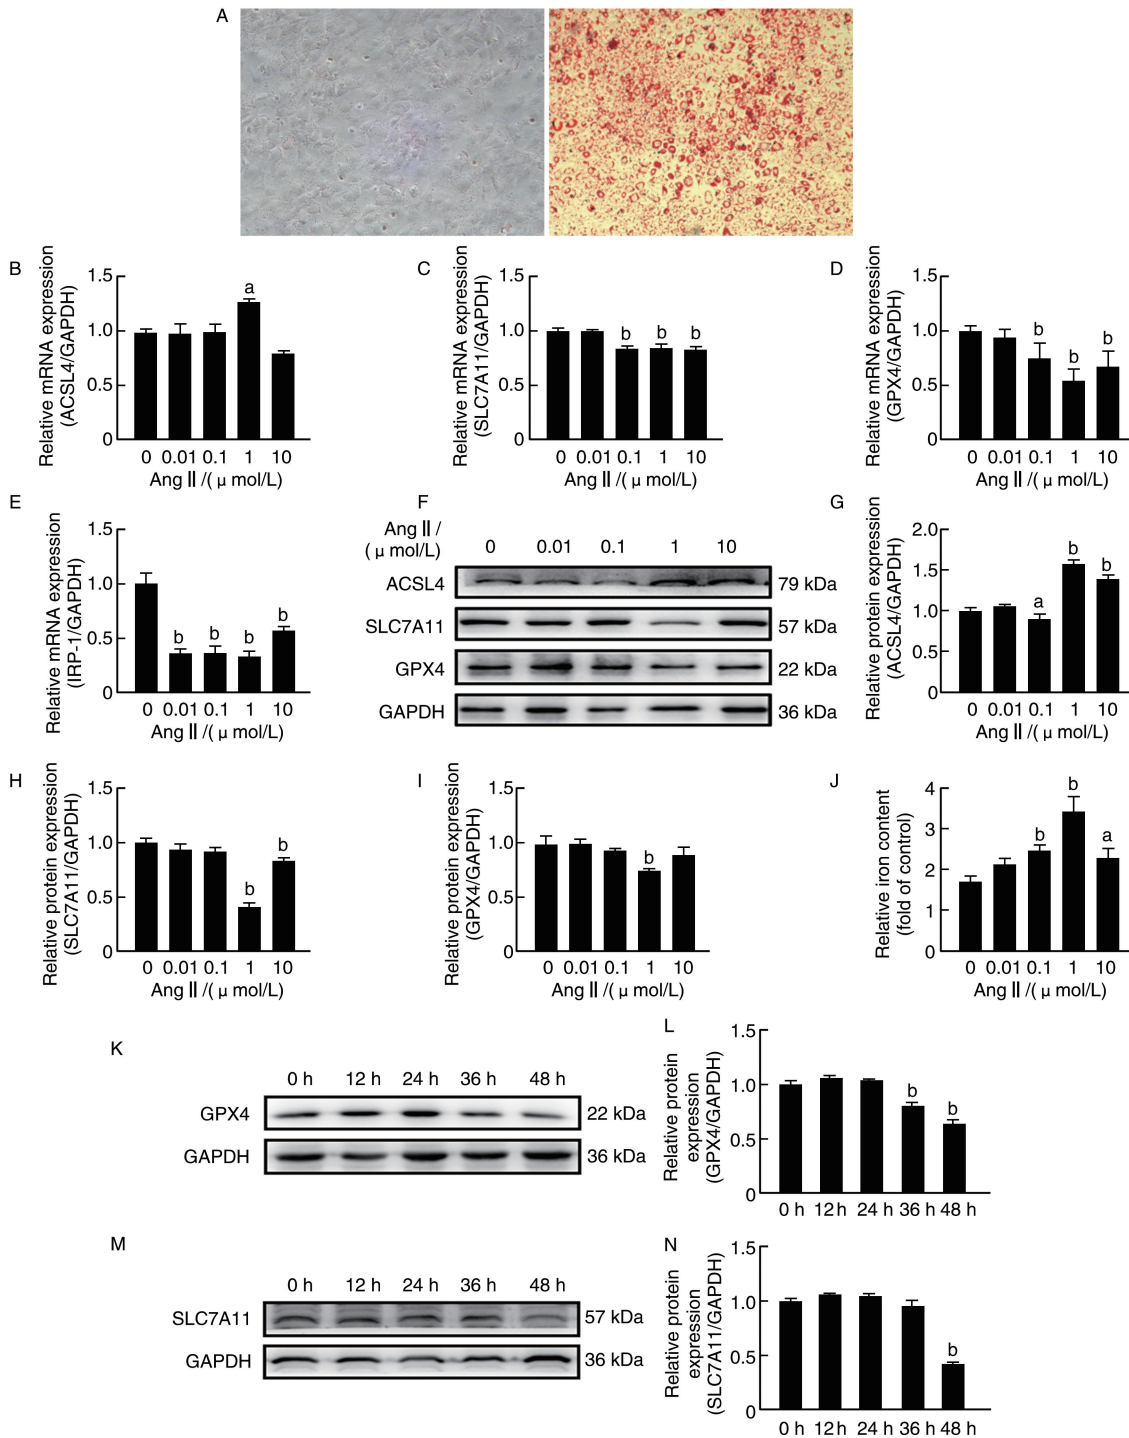 A
B
Relative mRNA expression
(ACSL4/GAPDH)
1.5
1.0
0.5
0
a
0 0.01 0.1 1 10
Ang Ⅱ /( μ mol/L)
C
Relative mRNA expression
(SLC7A11/GAPDH)
1.5
1.0
0.5
0
b b b
0 0.01 0.1 1 10
Ang Ⅱ /( μ mol/L)
D
Relative mRNA expression
(GPX4/GAPDH)
1.5
1.0
0.5
0
b b b
0 0.01 0.1 1 10
Ang Ⅱ /( μ mol/L)
E
Relative mRNA expression
(IRP-1/GAPDH)
1.5
1.0
0.5
0
b b b b
0 0.01 0.1 1 10
Ang Ⅱ /( μ mol/L)
F
Ang Ⅱ /
( μ mol/L) 0 0.01 0.1 1 10
ACSL4 79 kDa
SLC7A11 57 kDa
GPX4 22 kDa
GAPDH 36 kDa
G
Relative protein expression
(ACSL4/GAPDH)
2.0
1.5
1.0
0.5
0
a b b
0 0.01 0.1 1 10
Ang Ⅱ /( μ mol/L)
H
Relative protein expression
(SLC7A11/GAPDH)
1.5
1.0
0.5
0
b b
0 0.01 0.1 1 10
Ang Ⅱ /( μ mol/L)
I
Relative protein expression
(GPX4/GAPDH)
1.5
1.0
0.5
0
b
0 0.01 0.1 1 10
Ang Ⅱ /( μ mol/L)
J
Relative iron content
(fold of control)
4
3
2
1
0
b b a
0 0.01 0.1 1 10
Ang Ⅱ /( μ mol/L)
K
0 h 12 h 24 h 36 h 48 h
GPX4 22 kDa
GAPDH 36 kDa
L
Relative protein
expression
(GPX4/GAPDH)
1.5
1.0
0.5
0
b b
0 h 12 h 24 h 36 h 48 h
M
0 h 12 h 24 h 36 h 48 h
SLC7A11 57 kDa
GAPDH 36 kDa
N
Relative protein
expression
(SLC7A11/GAPDH)
1.5
1.0
0.5
0
b
0 h 12 h 24 h 36 h 48 h